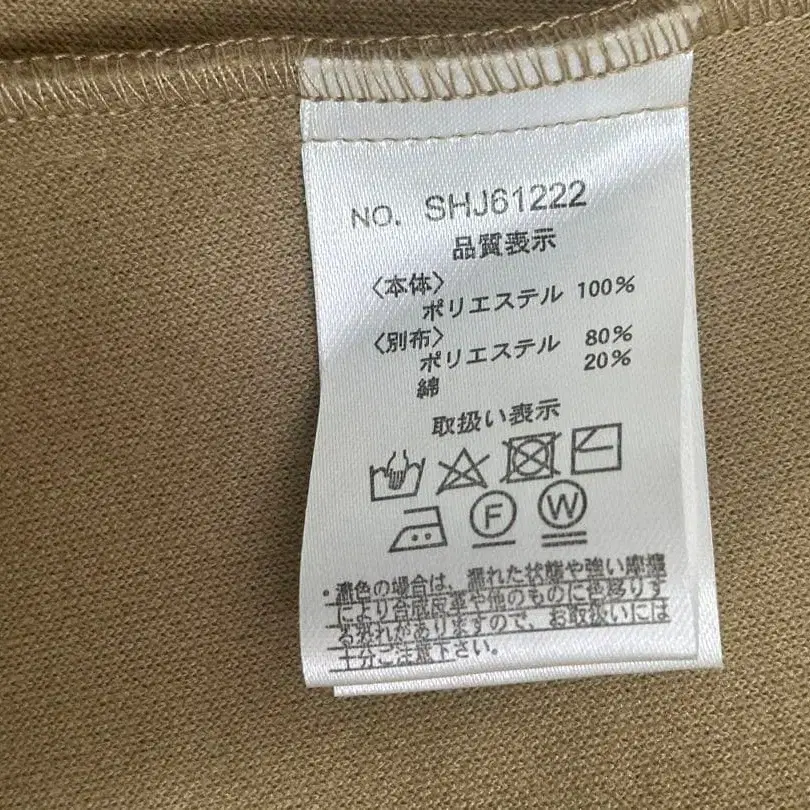 NO. SHJ61222
品質表示
〈本体〉
ポリエステル 100%
〈別布〉
ポリエステル 80%
綿 20%
取扱い表示
F W
・濃色の場合は、濡れた状態や強い摩擦
により合成皮革や他のものに色移りす
る恐れがありますので、お取扱いには
十分ご注意下さい。